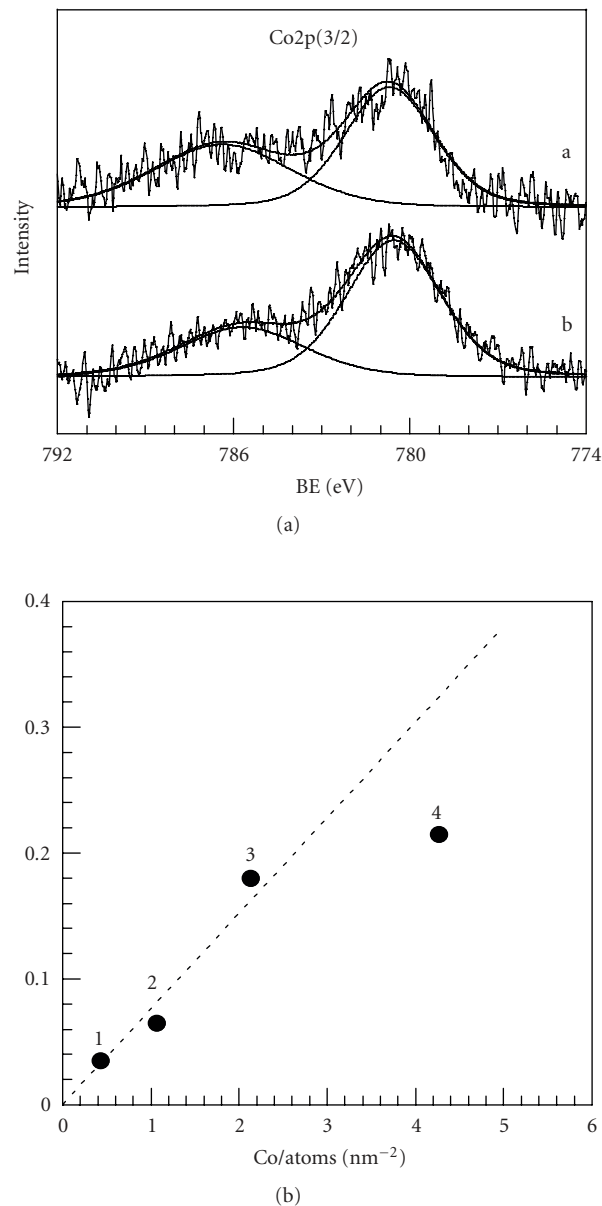 Co2p(3/2)
a
Intensity
b
792 786 780 774
BE (eV)
(a)
0.4
0.3
4
3
0.2
2
0.1
1
0
0 1 2 3 4 5 6
Co/atoms (nm⁻²)
(b)